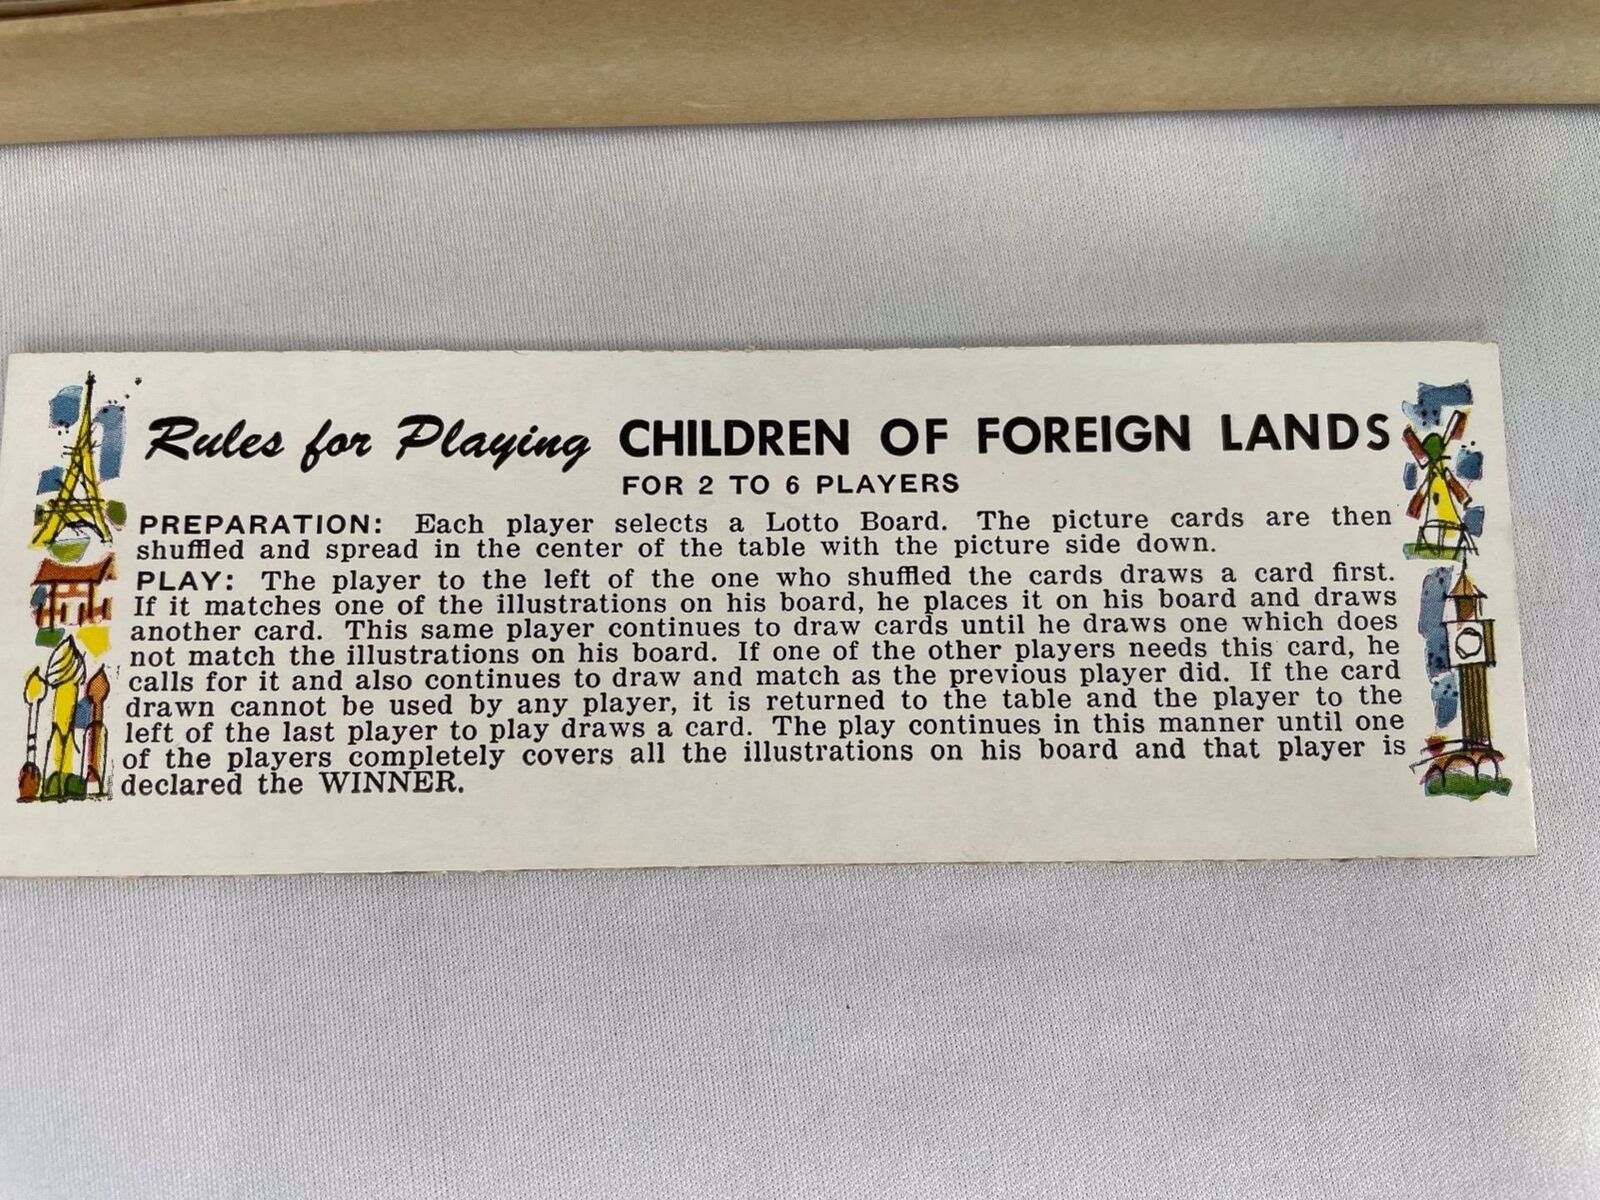 Rules for Playing CHILDREN OF FOREIGN LANDS
FOR 2 TO 6 PLAYERS
PREPARATION: Each player selects a Lotto Board. The picture cards are then
shuffled and spread in the center of the table with the picture side down.
PLAY: The player to the left of the one who shuffled the cards draws a card first.
If it matches one of the illustrations on his board, he places it on his board and draws
another card. This same player continues to draw cards until he draws one which does
not match the illustrations on his board. If one of the other players needs this card, he
calls for it and also continues to draw and match as the previous player did. If the card
drawn cannot be used by any player, it is returned to the table and the player to the
left of the last player to play draws a card. The play continues in this manner until one
of the players completely covers all the illustrations on his board and that player is
declared the WINNER.